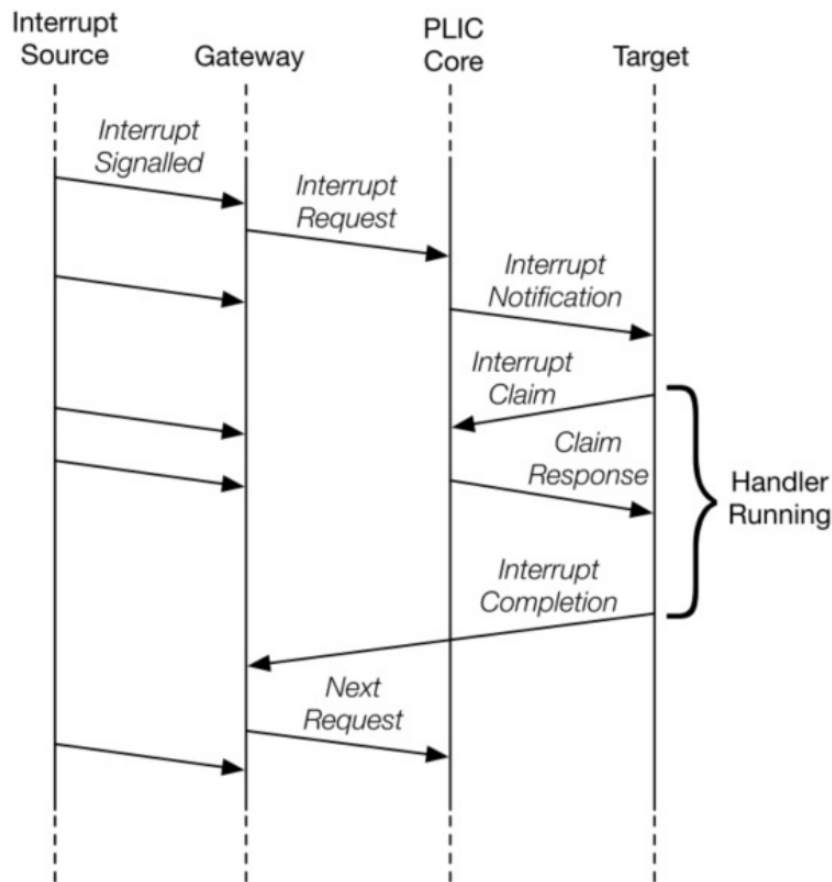 Interrupt
Source
Gateway
PLIC
Core
Target
Interrupt
Signalled
Interrupt
Request
Interrupt
Notification
Interrupt
Claim
Claim
Response
Handler
Running
Interrupt
Completion
Next
Request